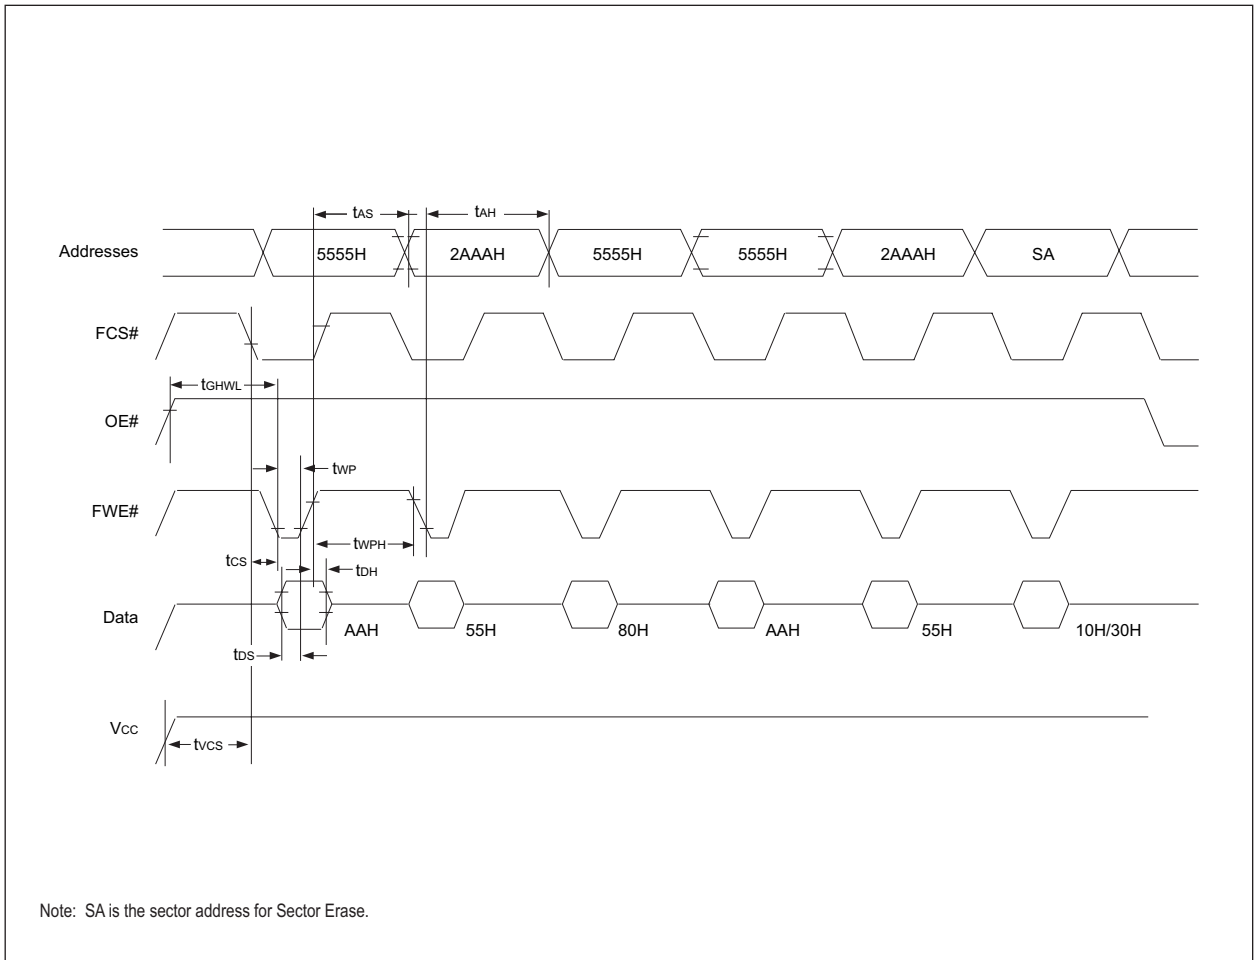 tAS
tAH
Addresses
5555H
2AAAH
5555H
5555H
2AAAH
SA
FCS#
tGHWL
OE#
tWP
FWE#
tWPH
tCS
tDH
Data
AAH
55H
80H
AAH
55H
10H/30H
tDS
VCC
tVCS
Note: SA is the sector address for Sector Erase.